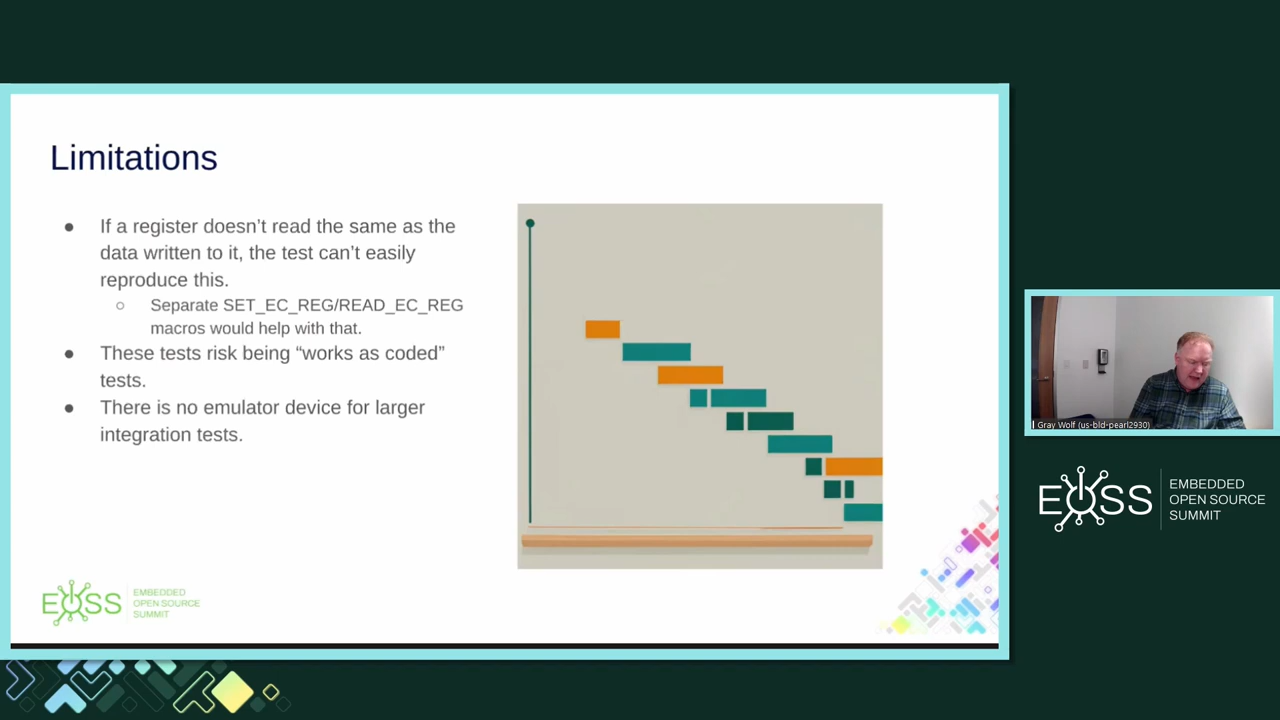 Limitations
● If a register doesn’t read the same as the
data written to it, the test can’t easily
reproduce this.
○ Separate SET_EC_REG/READ_EC_REG
macros would help with that.
● These tests risk being “works as coded”
tests.
● There is no emulator device for larger
integration tests.
EOSS
EMBEDDED
OPEN SOURCE
SUMMIT
Gray Wolf (us-bld-pearl2930)
EOSS
EMBEDDED
OPEN SOURCE
SUMMIT